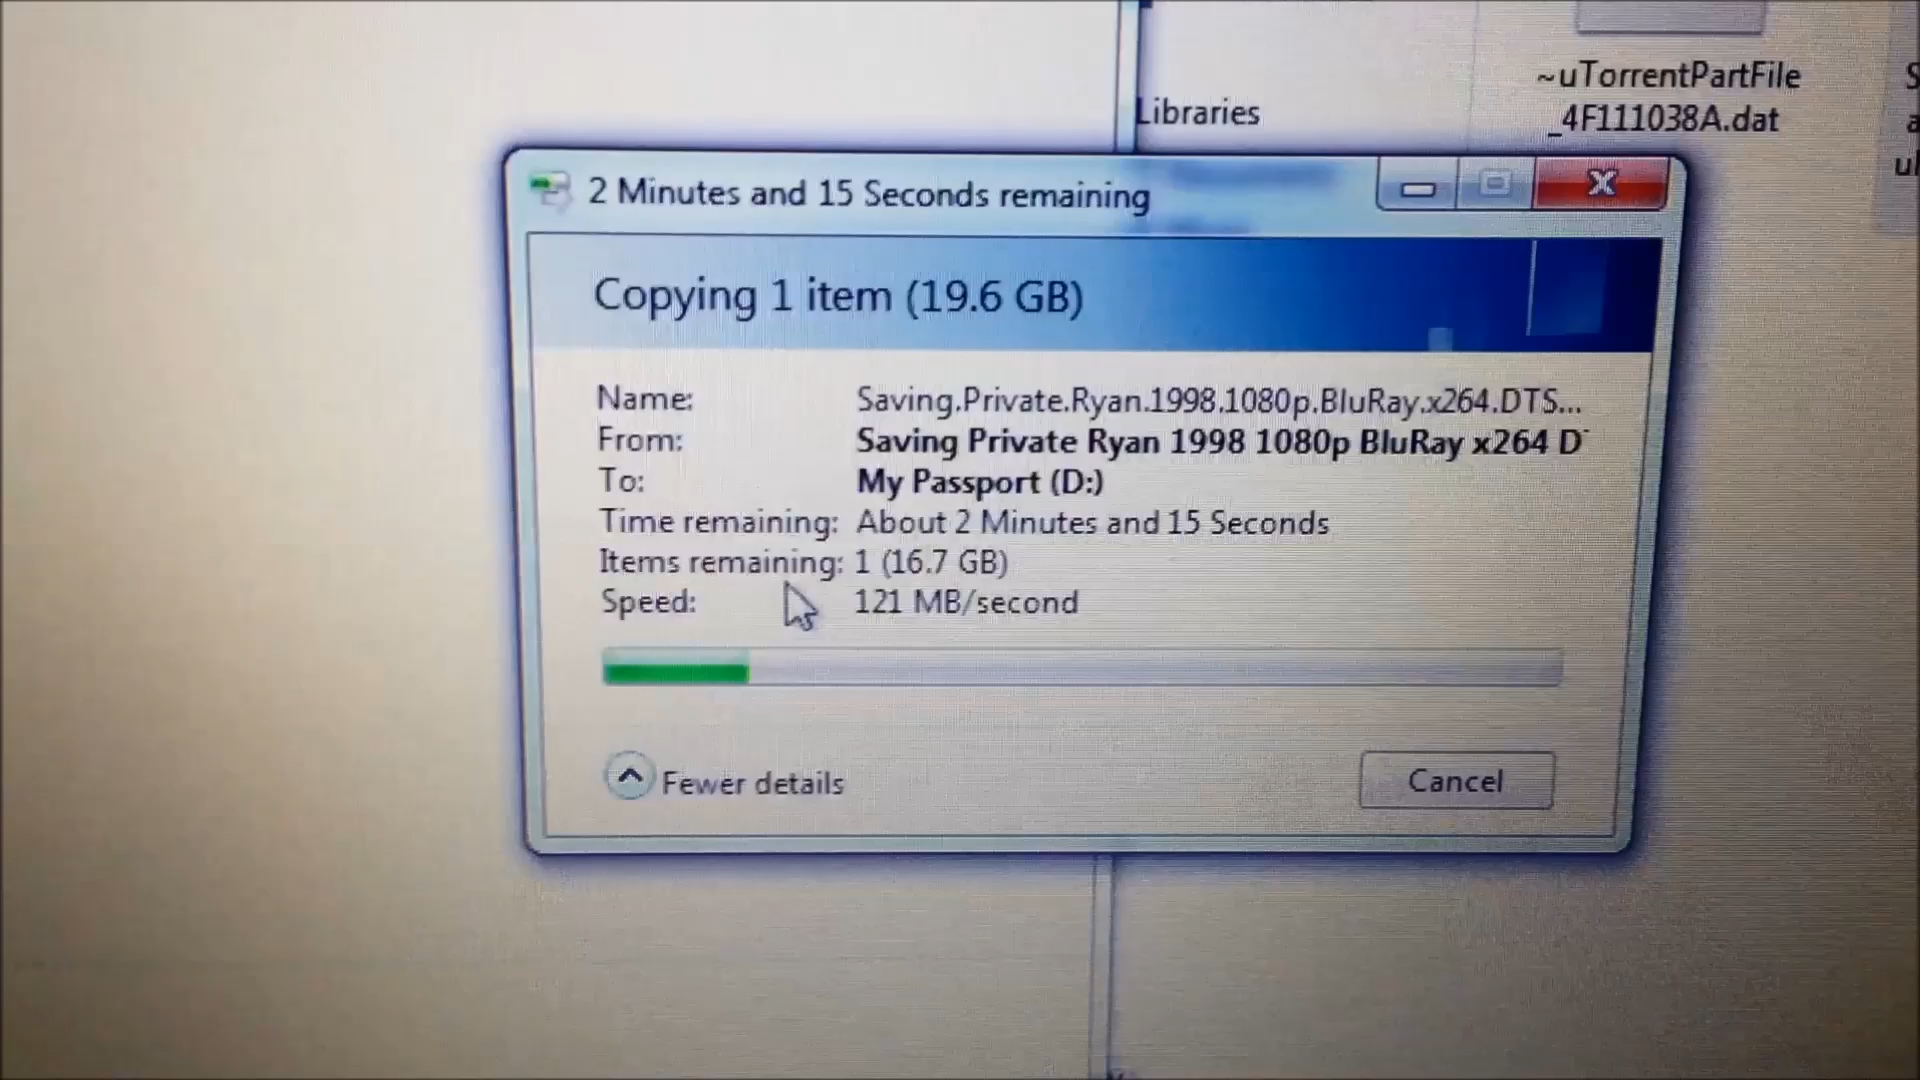 ~uTorrentPartFile
_4F111038A.dat
Libraries
2 Minutes and 15 Seconds remaining
Copying 1 item (19.6 GB)
Name: Saving.Private.Ryan.1998.1080p.BluRay.x264.DTS...
From: Saving Private Ryan 1998 1080p BluRay x264 D
To: My Passport (D:)
Time remaining: About 2 Minutes and 15 Seconds
Items remaining: 1 (16.7 GB)
Speed: 121 MB/second
Fewer details
Cancel